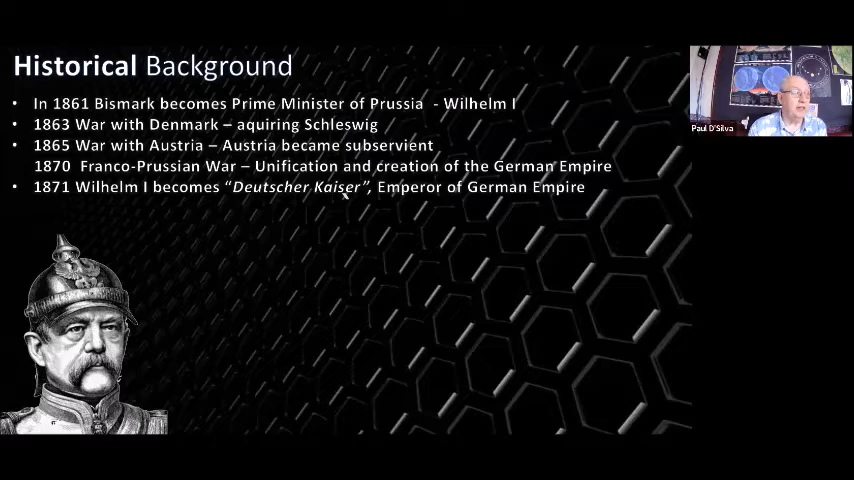 Historical Background
• In 1861 Bismark becomes Prime Minister of Prussia - Wilhelm I
• 1863 War with Denmark – aquiring Schleswig
• 1865 War with Austria – Austria became subservient
1870 Franco-Prussian War – Unification and creation of the German Empire
• 1871 Wilhelm I becomes “Deutscher Kaiser”, Emperor of German Empire
Paul D'Silva